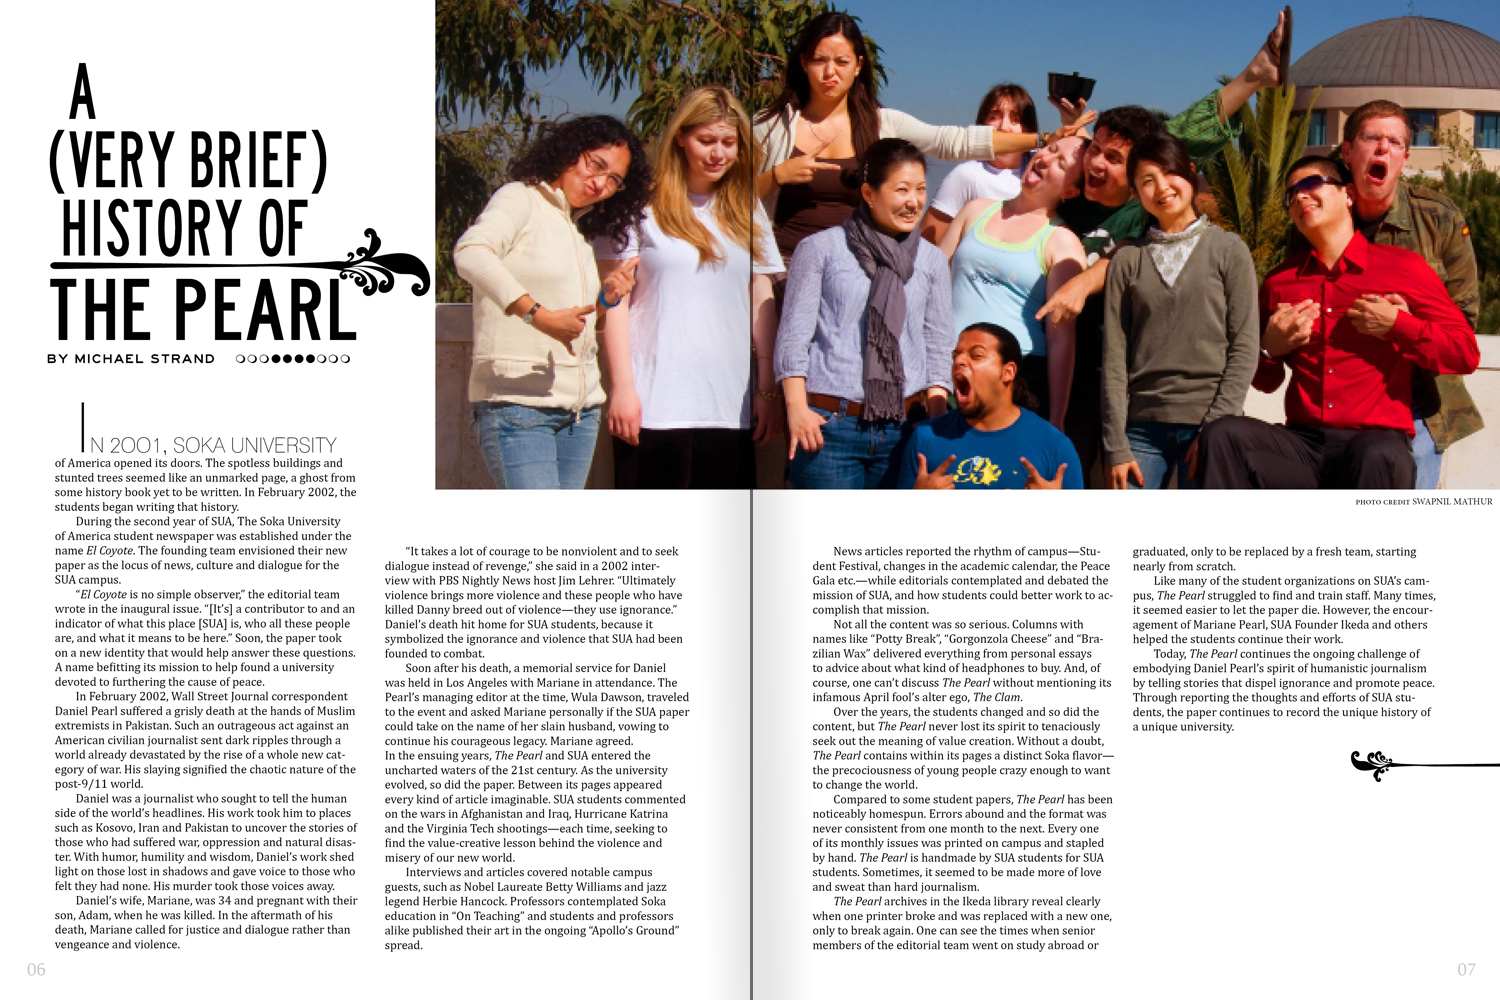 A
(VERY BRIEF)
HISTORY OF
THE PEARL
BY MICHAEL STRAND
IN 2001, SOKA UNIVERSITY
of America opened its doors. The spotless buildings and
stunted trees seemed like an unmarked page, a ghost from
some history book yet to be written. In February 2002, the
students began writing that history.
During the second year of SUA, The Soka University
of America student newspaper was established under the
name El Coyote. The founding team envisioned their new
paper as the locus of news, culture and dialogue for the
SUA campus.
“El Coyote is no simple observer,” the editorial team
wrote in the inaugural issue. “[It’s] a contributor to and an
indicator of what this place [SUA] is, who all these people
are, and what it means to be here.” Soon, the paper took
on a new identity that would help answer these questions.
A name befitting its mission to help found a university
devoted to furthering the cause of peace.
In February 2002, Wall Street Journal correspondent
Daniel Pearl suffered a grisly death at the hands of Muslim
extremists in Pakistan. Such an outrageous act against an
American civilian journalist sent dark ripples through a
world already devastated by the rise of a whole new cat-
egory of war. His slaying signified the chaotic nature of the
post-9/11 world.
Daniel was a journalist who sought to tell the human
side of the world’s headlines. His work took him to places
such as Kosovo, Iran and Pakistan to uncover the stories of
those who had suffered war, oppression and natural disas-
ter. With humor, humility and wisdom, Daniel’s work shed
light on those lost in shadows and gave voice to those who
felt they had none. His murder took those voices away.
Daniel’s wife, Mariane, was 34 and pregnant with their
son, Adam, when he was killed. In the aftermath of his
death, Mariane called for justice and dialogue rather than
vengeance and violence.
“It takes a lot of courage to be nonviolent and to seek
dialogue instead of revenge,” she said in a 2002 inter-
view with PBS Nightly News host Jim Lehrer. “Ultimately
violence brings more violence and these people who have
killed Danny breed out of violence—they use ignorance.”
Daniel’s death hit home for SUA students, because it
symbolized the ignorance and violence that SUA had been
founded to combat.
Soon after his death, a memorial service for Daniel
was held in Los Angeles with Mariane in attendance. The
Pearl’s managing editor at the time, Wula Dawson, traveled
to the event and asked Mariane personally if the SUA paper
could take on the name of her slain husband, vowing to
continue his courageous legacy. Mariane agreed.
In the ensuing years, The Pearl and SUA entered the
uncharted waters of the 21st century. As the university
evolved, so did the paper. Between its pages appeared
every kind of article imaginable. SUA students commented
on the wars in Afghanistan and Iraq, Hurricane Katrina
and the Virginia Tech shootings—each time, seeking to
find the value-creative lesson behind the violence and
misery of our new world.
Interviews and articles covered notable campus
guests, such as Nobel Laureate Betty Williams and jazz
legend Herbie Hancock. Professors contemplated Soka
education in “On Teaching” and students and professors
alike published their art in the ongoing “Apollo’s Ground”
spread.
06
PHOTO CREDIT SWAPNIL MATHUR
News articles reported the rhythm of campus—Stu-
dent Festival, changes in the academic calendar, the Peace
Gala etc.—while editorials contemplated and debated the
mission of SUA, and how students could better work to ac-
complish that mission.
Not all the content was so serious. Columns with
names like “Potty Break”, “Gorgonzola Cheese” and “Bra-
zilian Wax” delivered everything from personal essays
to advice about what kind of headphones to buy. And, of
course, one can’t discuss The Pearl without mentioning its
infamous April fool’s alter ego, The Clam.
Over the years, the students changed and so did the
content, but The Pearl never lost its spirit to tenaciously
seek out the meaning of value creation. Without a doubt,
The Pearl contains within its pages a distinct Soka flavor—
the precociousness of young people crazy enough to want
to change the world.
Compared to some student papers, The Pearl has been
noticeably homespun. Errors abound and the format was
never consistent from one month to the next. Every one
of its monthly issues was printed on campus and stapled
by hand. The Pearl is handmade by SUA students for SUA
students. Sometimes, it seemed to be made more of love
and sweat than hard journalism.
The Pearl archives in the Ikeda library reveal clearly
when one printer broke and was replaced with a new one,
only to break again. One can see the times when senior
members of the editorial team went on study abroad or
graduated, only to be replaced by a fresh team, starting
nearly from scratch.
Like many of the student organizations on SUA’s cam-
pus, The Pearl struggled to find and train staff. Many times,
it seemed easier to let the paper die. However, the encour-
agement of Mariane Pearl, SUA Founder Ikeda and others
helped the students continue their work.
Today, The Pearl continues the ongoing challenge of
embodying Daniel Pearl’s spirit of humanistic journalism
by telling stories that dispel ignorance and promote peace.
Through reporting the thoughts and efforts of SUA stu-
dents, the paper continues to record the unique history of
a unique university.
07